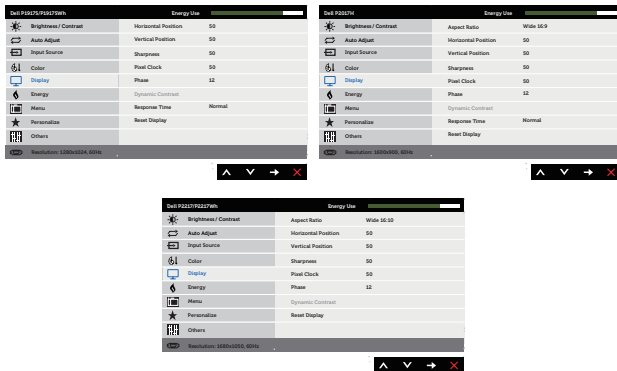 Dell P1917S/P1917SWh Energy Use
Brightness / Contrast Horizontal Position 50
Auto Adjust Vertical Position 50
Input Source Sharpness 50
Color Pixel Clock 50
Display Phase 12
Energy Dynamic Contrast
Menu Response Time Normal
Personalize Reset Display
Others
Resolution: 1280x1024, 60Hz
Dell P2017H Energy Use
Brightness / Contrast Aspect Ratio Wide 16:9
Auto Adjust Horizontal Position 50
Input Source Vertical Position 50
Color Sharpness 50
Display Pixel Clock 50
Energy Phase 12
Menu Dynamic Contrast
Personalize Response Time Normal
Others Reset Display
Resolution: 1600x900, 60Hz
Dell P2217/P2217Wh Energy Use
Brightness / Contrast Aspect Ratio Wide 16:10
Auto Adjust Horizontal Position 50
Input Source Vertical Position 50
Color Sharpness 50
Display Pixel Clock 50
Energy Phase 12
Menu Dynamic Contrast
Personalize Reset Display
Others
Resolution: 1680x1050, 60Hz